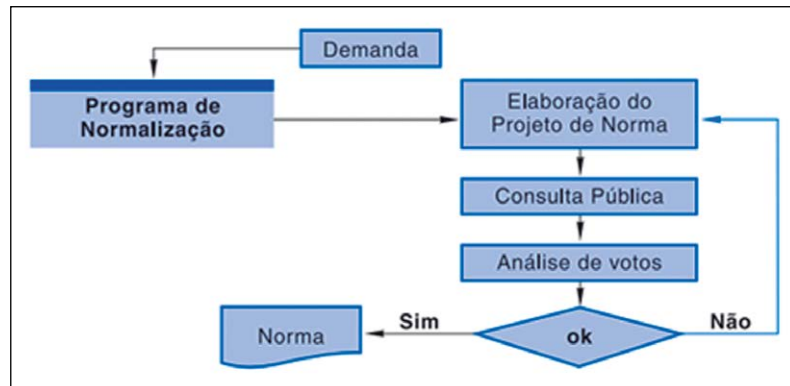 Demanda
Programa de
Normalização
Elaboração do
Projeto de Norma
Consulta Pública
Análise de votos
Norma
Sim
ok
Não